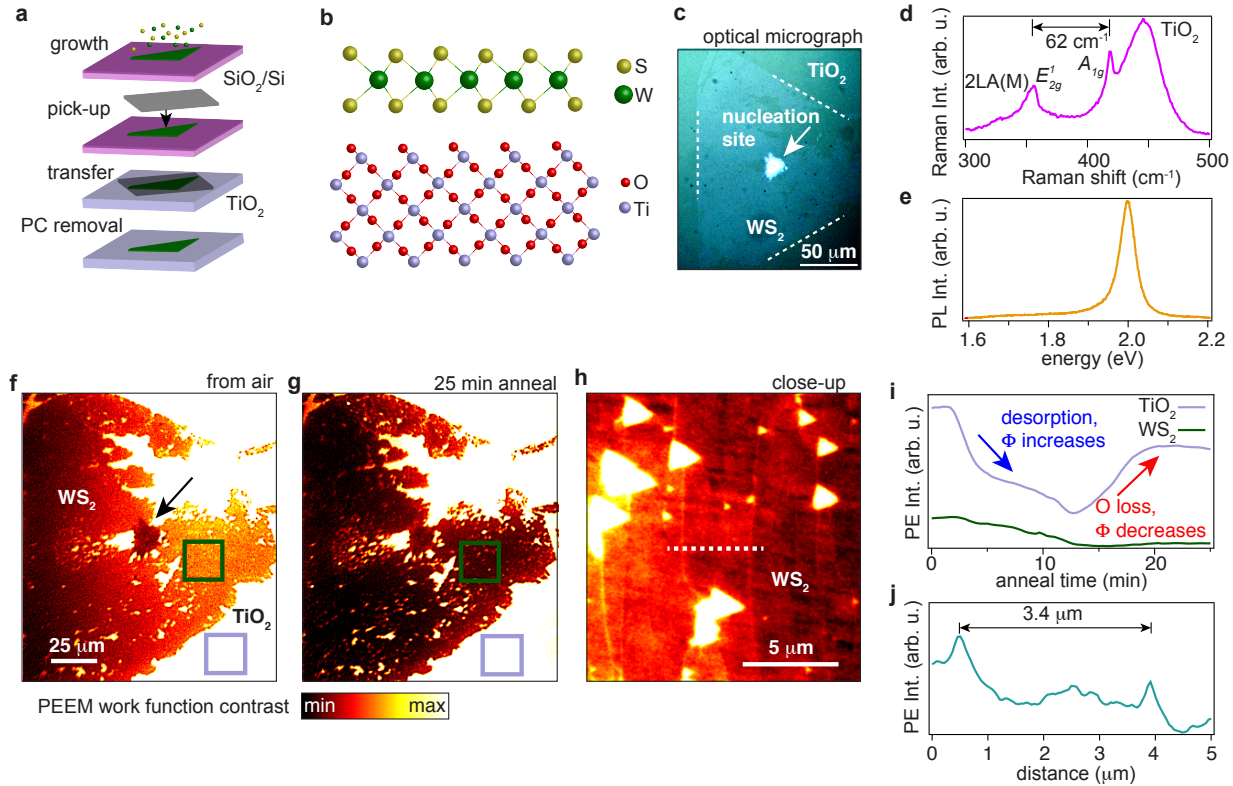 a
growth
SiO2/Si
pick-up
transfer
TiO2
PC removal
b
S
W
O
Ti
c
optical micrograph
TiO2
nucleation
site
WS2
50 μm
d
Raman Int. (arb. u.)
62 cm-1
TiO2
2LA(M)
E12g
A1g
300
400
500
Raman shift (cm-1)
e
PL Int. (arb. u.)
1.6
1.8
2.0
2.2
energy (eV)
f
from air
WS2
TiO2
25 μm
g
25 min anneal
PEEM work function contrast
min
max
h
close-up
WS2
5 μm
i
PE Int. (arb. u.)
TiO2
WS2
desorption,
Φ increases
O loss,
Φ decreases
0
10
20
anneal time (min)
j
PE Int. (arb. u.)
3.4 μm
0
1
2
3
4
5
distance (μm)